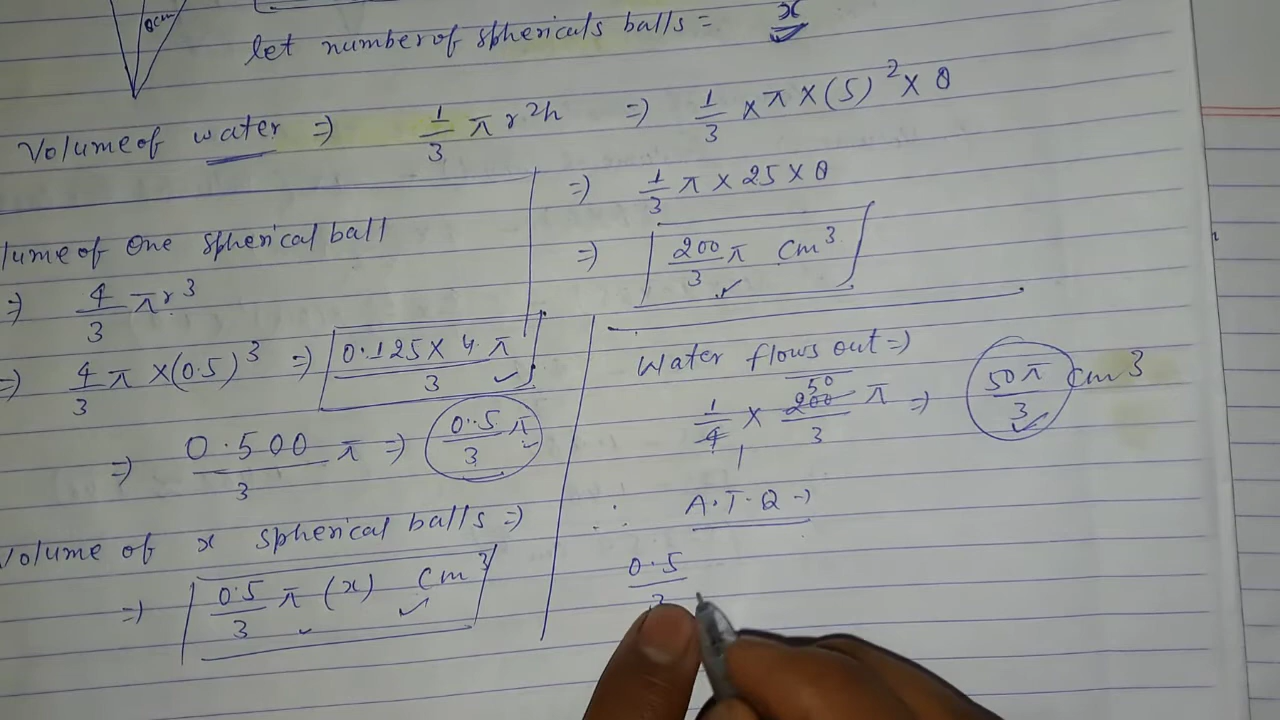 8cm
let number of sphericals balls = x
Volume of water => 1/3 πr²h => 1/3 × π × (5)² × 8
=> 1/3 π × 25 × 8
=> 200/3 π cm³
lume of one spherical ball
=> 4/3 πr³
=> 4/3 π × (0.5)³ => 0.125 × 4 π/3
=> 0.500/3 π => 0.5/3 π
Volume of x spherical balls =>
=> 0.5/3 π (x) cm³
Water flows out =>
1/4 × 200/3 π => 50π/3 cm³
50
1
∴ A.T.Q →
0.5/3